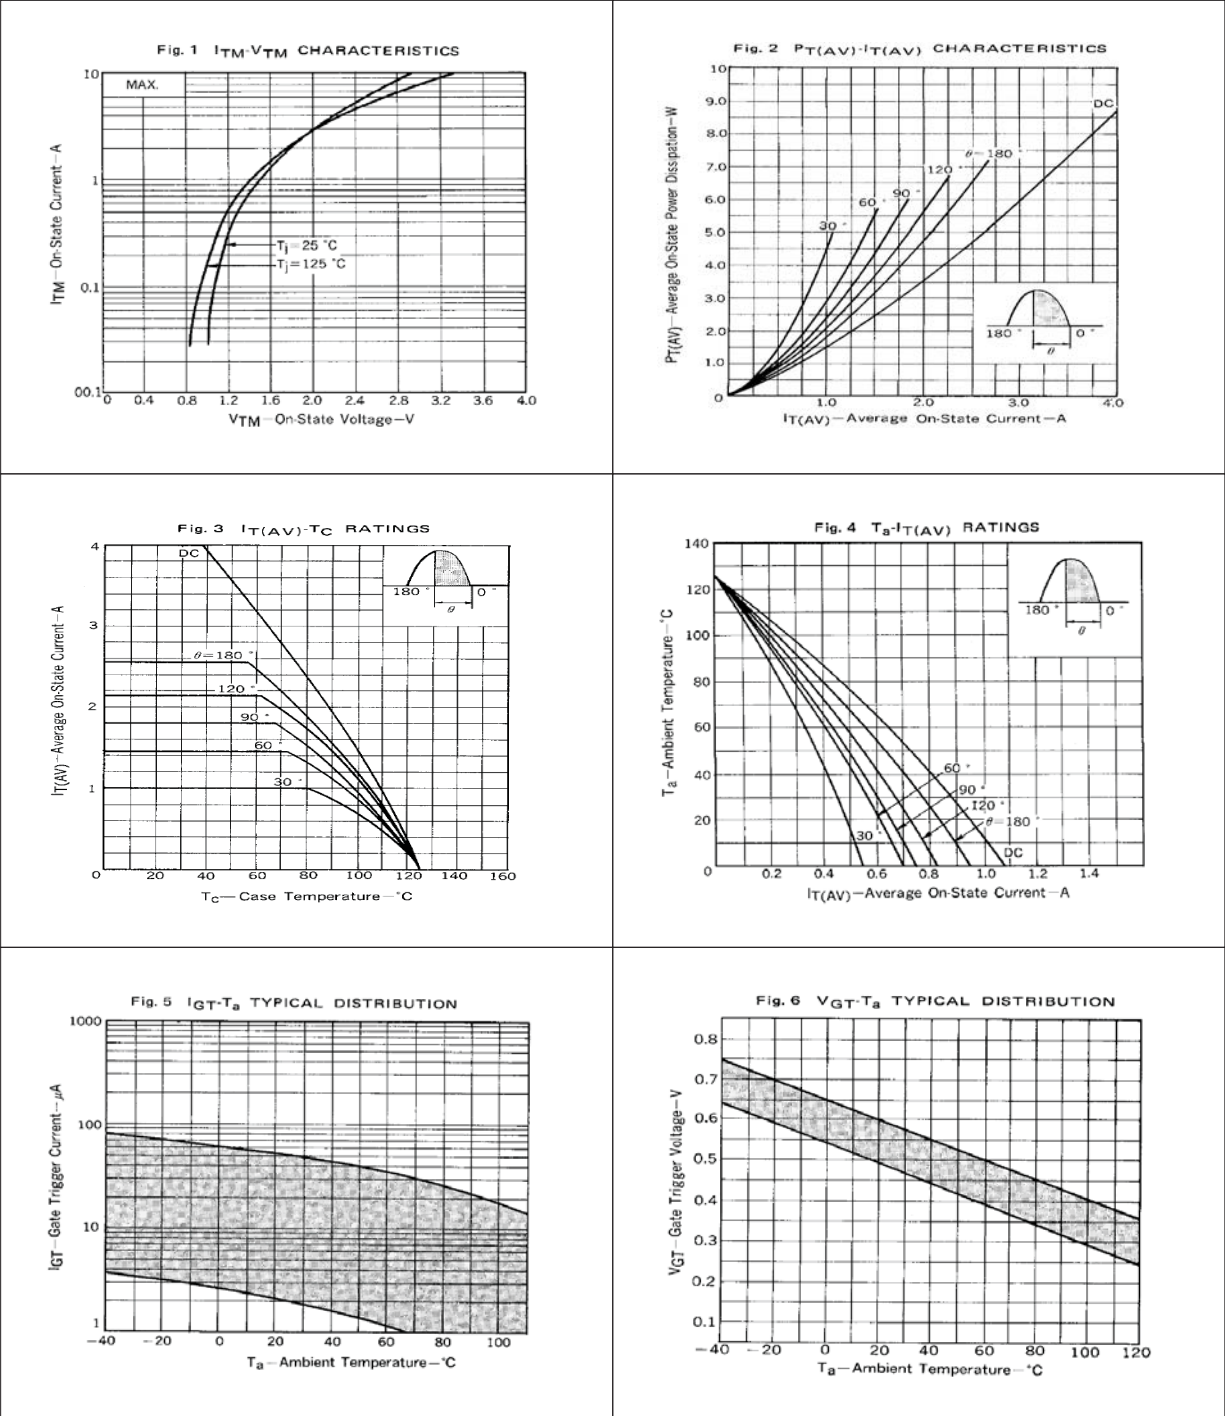 Fig. 1 ITM-VTM CHARACTERISTICS
MAX.
10
1
0.1
00.1
ITM—On-State Current—A
Tj=25 °C
Tj=125 °C
0 0.4 0.8 1.2 1.6 2.0 2.4 2.8 3.2 3.6 4.0
VTM—On-State Voltage—V
Fig. 2 PT(AV)-IT(AV) CHARACTERISTICS
10
9.0
8.0
7.0
6.0
5.0
4.0
3.0
2.0
1.0
0
PT(AV)—Average On-State Power Dissipation—W
DC
θ=180
120 °
90 °
60 °
30 °
180 ° 0 °
θ
1.0 2.0 3.0 4.0
IT(AV)—Average On-State Current—A
Fig. 3 IT(AV)-TC RATINGS
4
3
2
1
IT(AV)—Average On-State Current—A
DC
θ=180 °
120 °
90 °
60 °
30 °
180 ° 0 °
θ
0 20 40 60 80 100 120 140 160
TC—Case Temperature—°C
Fig. 4 Ta-IT(AV) RATINGS
140
120
100
80
60
40
20
0
Ta—Ambient Temperature—°C
180 ° 0 °
θ
60 °
90 °
120 °
θ=180 °
30 °
DC
0.2 0.4 0.6 0.8 1.0 1.2 1.4
IT(AV)—Average On-State Current—A
Fig. 5 IGT-Ta TYPICAL DISTRIBUTION
1000
100
10
1
IGT—Gate Trigger Current—μA
−40 −20 0 20 40 60 80 100
Ta—Ambient Temperature—°C
Fig. 6 VGT-Ta TYPICAL DISTRIBUTION
0.8
0.7
0.6
0.5
0.4
0.3
0.2
0.1
VGT—Gate Trigger Voltage—V
−40 −20 0 20 40 60 80 100 120
Ta—Ambient Temperature—°C